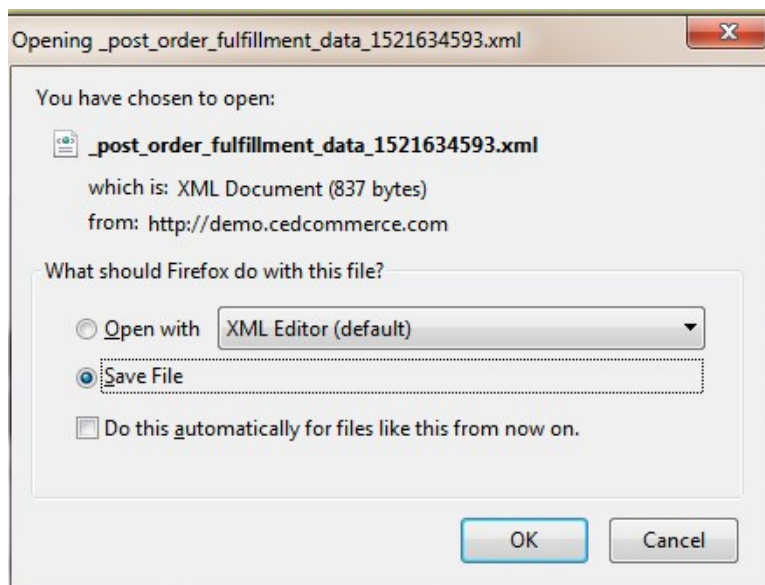 Opening _post_order_fulfillment_data_1521634593.xml
You have chosen to open:
_post_order_fulfillment_data_1521634593.xml
which is: XML Document (837 bytes)
from: http://demo.cedcommerce.com
What should Firefox do with this file?
Open with XML Editor (default)
Save File
Do this automatically for files like this from now on.
OK Cancel